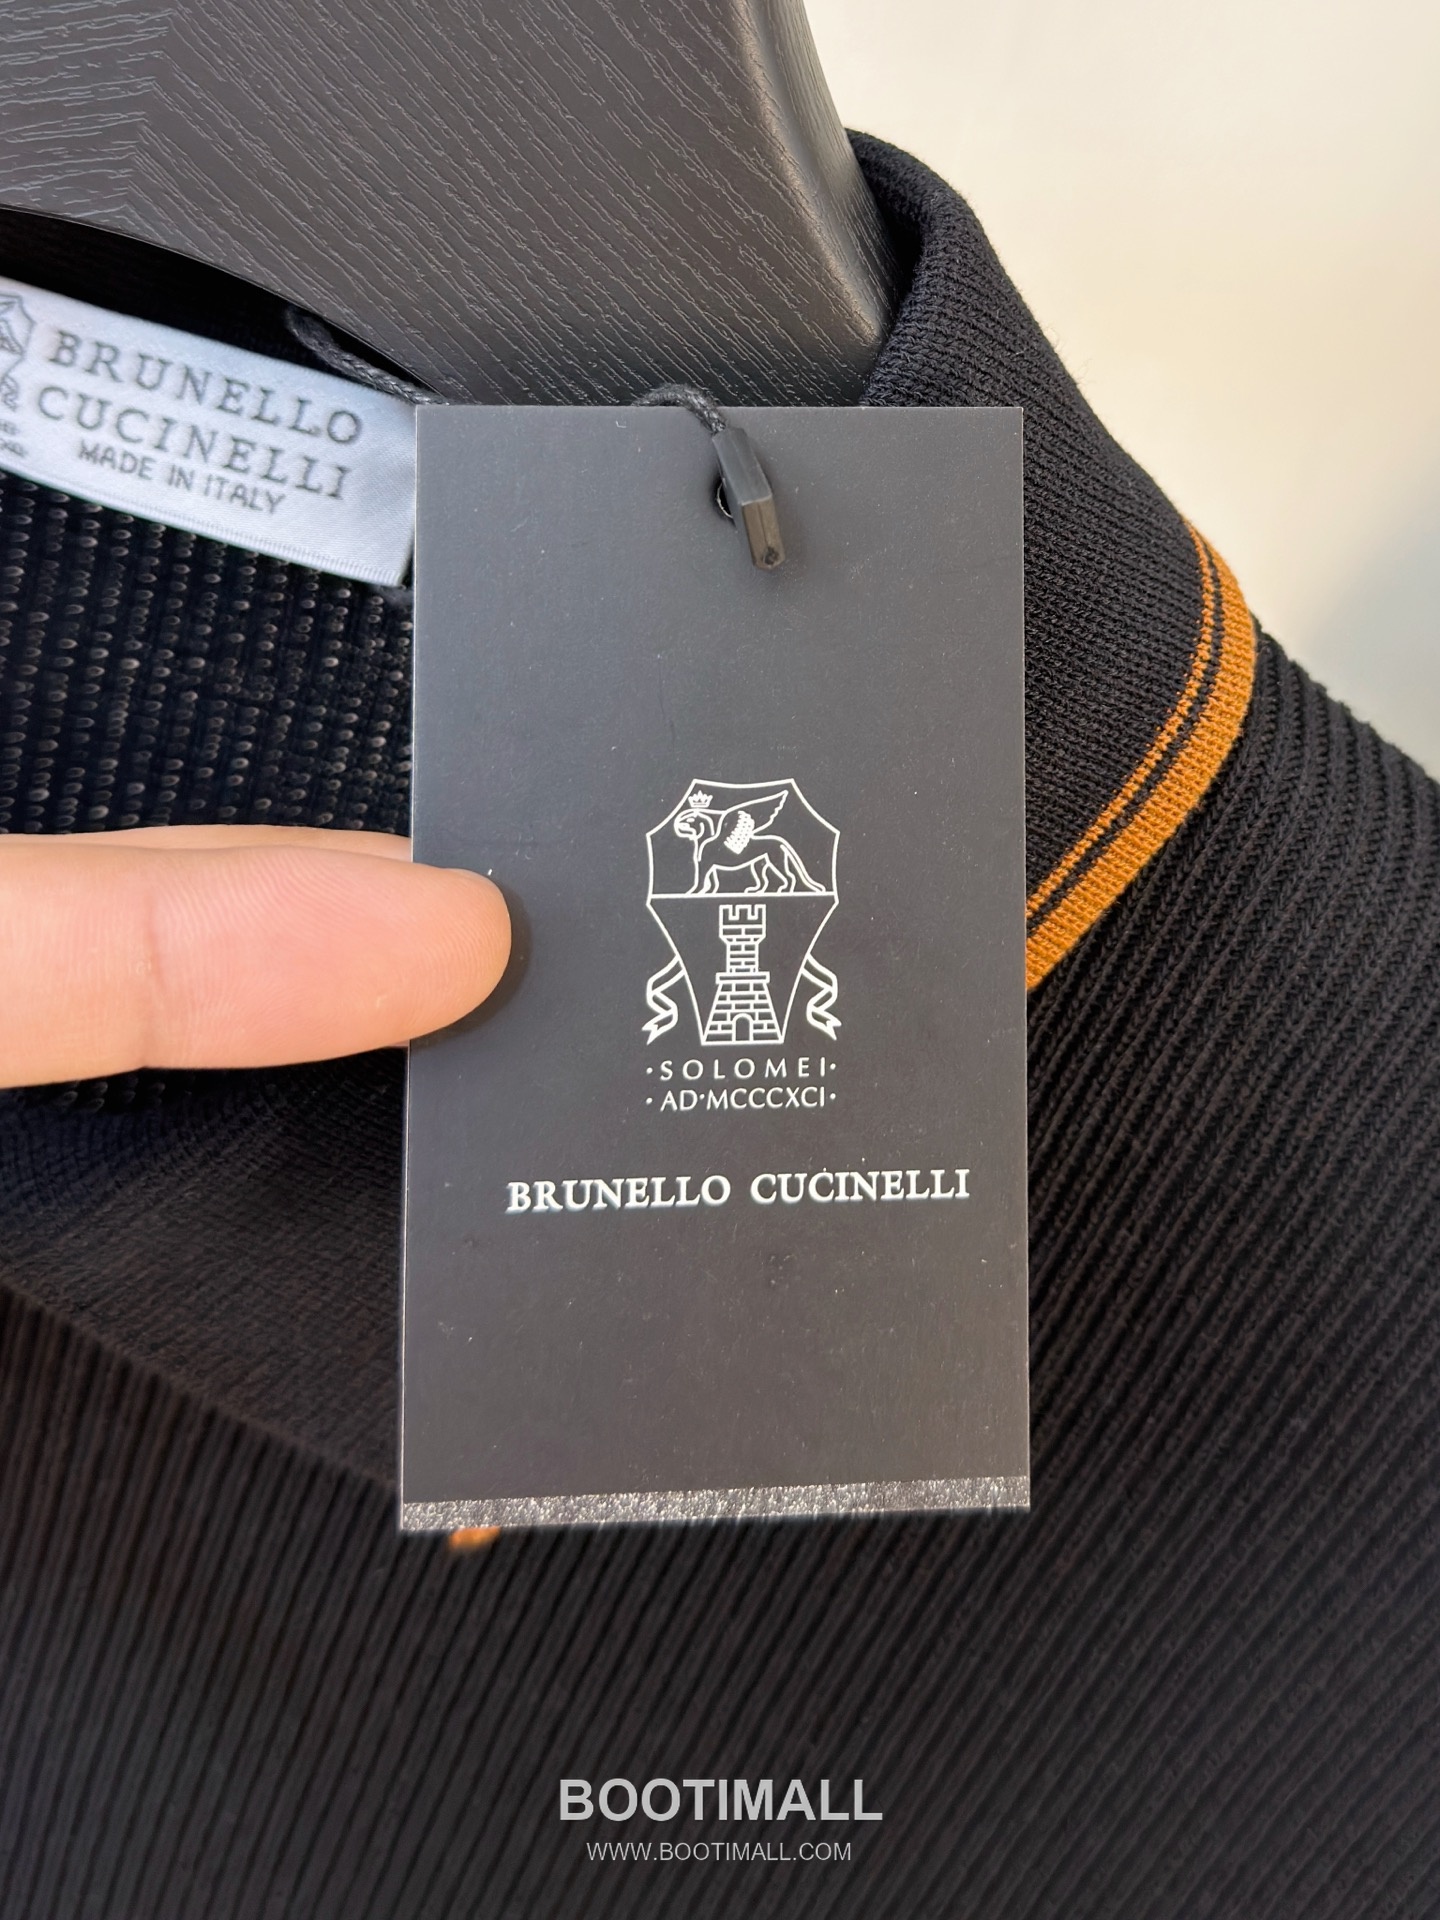 BRUNELLO
CUCINELLI
MADE IN ITALY
·SOLOMEI·
·AD·MCCCXCI·
BRUNELLO CUCINELLI
BOOTIMALL
WWW.BOOTIMALL.COM